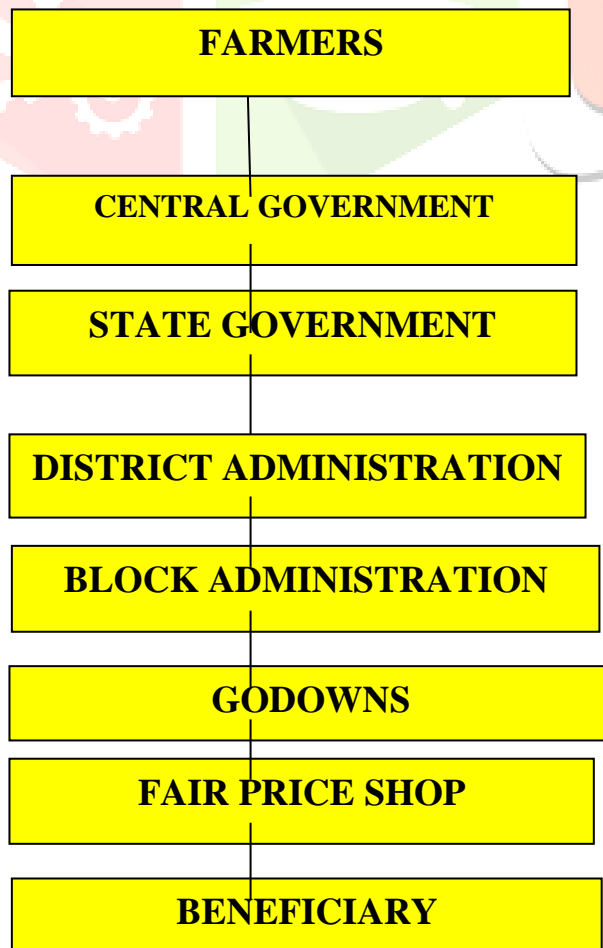 FARMERS
CENTRAL GOVERNMENT
STATE GOVERNMENT
DISTRICT ADMINISTRATION
BLOCK ADMINISTRATION
GODOWNS
FAIR PRICE SHOP
BENEFICIARY